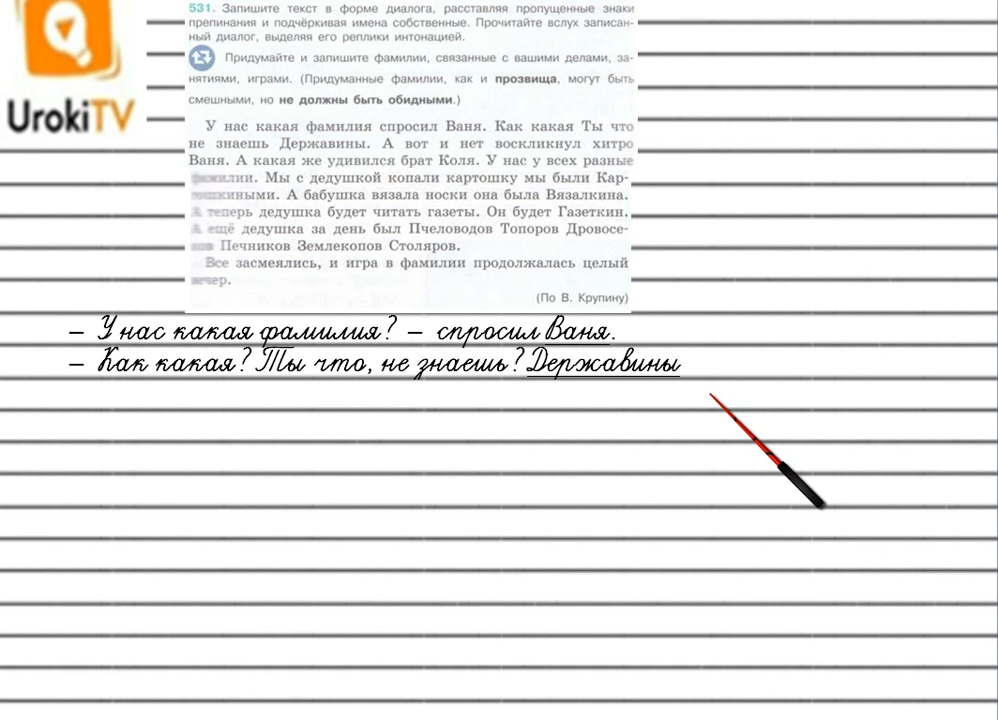 UrokiTV
531. Запишите текст в форме диалога, расставляя пропущенные знаки
препинания и подчёркивая имена собственные. Прочитайте вслух записан-
ный диалог, выделяя его реплики интонацией.
Придумайте и запишите фамилии, связанные с вашими делами, за-
нятиями, играми. (Придуманные фамилии, как и прозвища, могут быть
смешными, но не должны быть обидными.)
У нас какая фамилия спросил Ваня. Как какая Ты что
не знаешь Державины. А вот и нет воскликнул хитро
Ваня. А какая же удивился брат Коля. У нас у всех разные
фамилии. Мы с дедушкой копали картошку мы были Кар-
тошкиными. А бабушка вязала носки она была Вязалкина.
А теперь дедушка будет читать газеты. Он будет Газеткин.
А ещё дедушка за день был Пчеловодов Топоров Дровосе-
ков Печников Землекопов Столяров.
Все засмеялись, и игра в фамилии продолжалась целый
вечер.
(По В. Крупину)
– У нас какая фамилия? – спросил Ваня.
– Как какая? Ты что, не знаешь? Державины